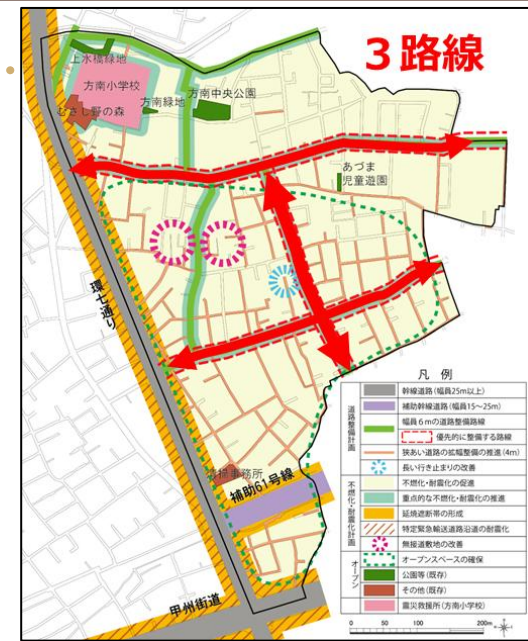 3路線
上水橋緑地
方南小学校
方南中央公園
むさし野の森
方南緑地
あづま
児童遊園
環七通り
清掃事務所
補助61号線
甲州街道
凡 例
道路整備計画
幹線道路(幅員25m以上)
補助幹線道路(幅員15〜25m)
幅員6mの道路整備路線
優先的に整備する路線
狭あい道路の拡幅整備の推進(4m)
長い行き止まりの改善
不燃化・耐震化計画
不燃化・耐震化の促進
重点的な不燃化・耐震化の推進
延焼遮断帯の形成
特定緊急輸送道路沿道の耐震化
無接道敷地の改善
オープン
オープンスペースの確保
公園等(既存)
その他(既存)
震災救援所(方南小学校)
0 50 100 200m